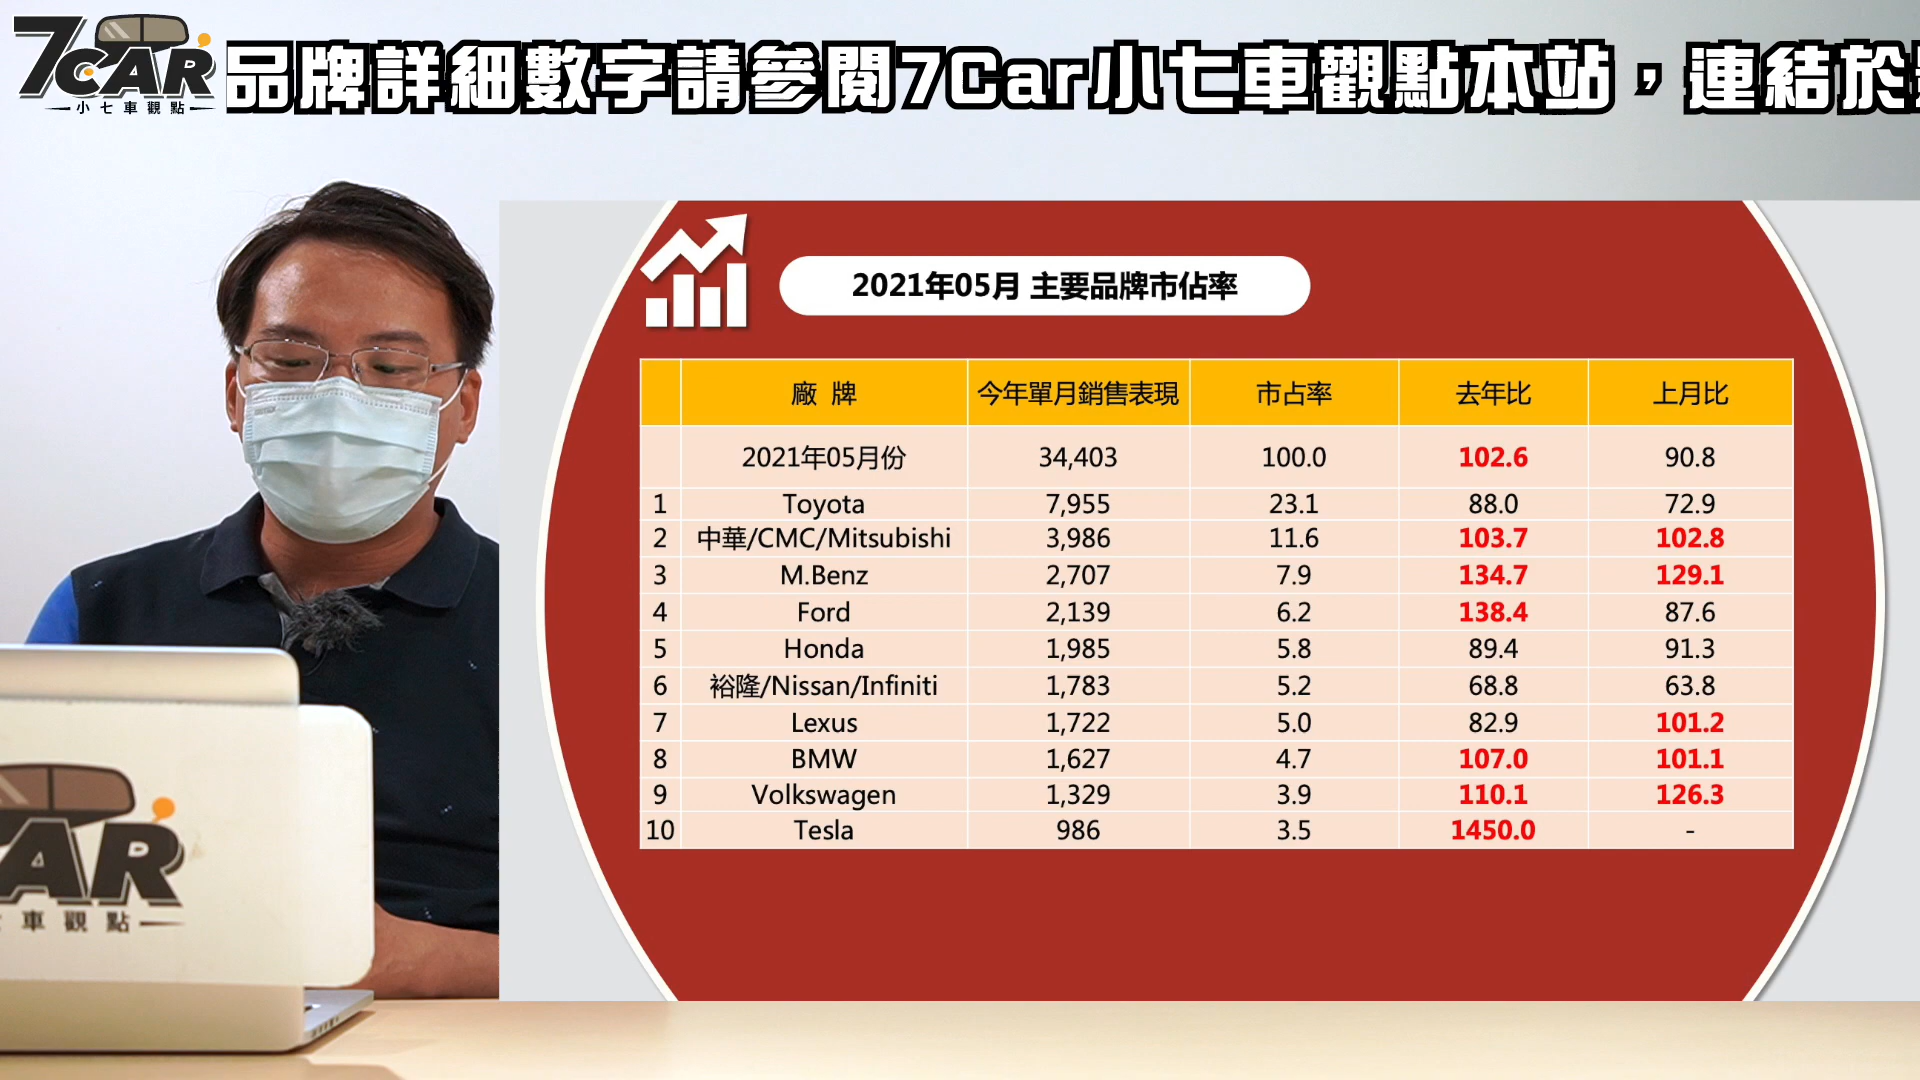 7CAR
小七車觀點
品牌詳細數字請參閱7Car小七車觀點本站，連結於
2021年05月 主要品牌市佔率
廠 牌 今年單月銷售表現 市占率 去年比 上月比
2021年05月份 34,403 100.0 102.6 90.8
1 Toyota 7,955 23.1 88.0 72.9
2 中華/CMC/Mitsubishi 3,986 11.6 103.7 102.8
3 M.Benz 2,707 7.9 134.7 129.1
4 Ford 2,139 6.2 138.4 87.6
5 Honda 1,985 5.8 89.4 91.3
6 裕隆/Nissan/Infiniti 1,783 5.2 68.8 63.8
7 Lexus 1,722 5.0 82.9 101.2
8 BMW 1,627 4.7 107.0 101.1
9 Volkswagen 1,329 3.9 110.1 126.3
10 Tesla 986 3.5 1450.0 -
CAR
車觀點